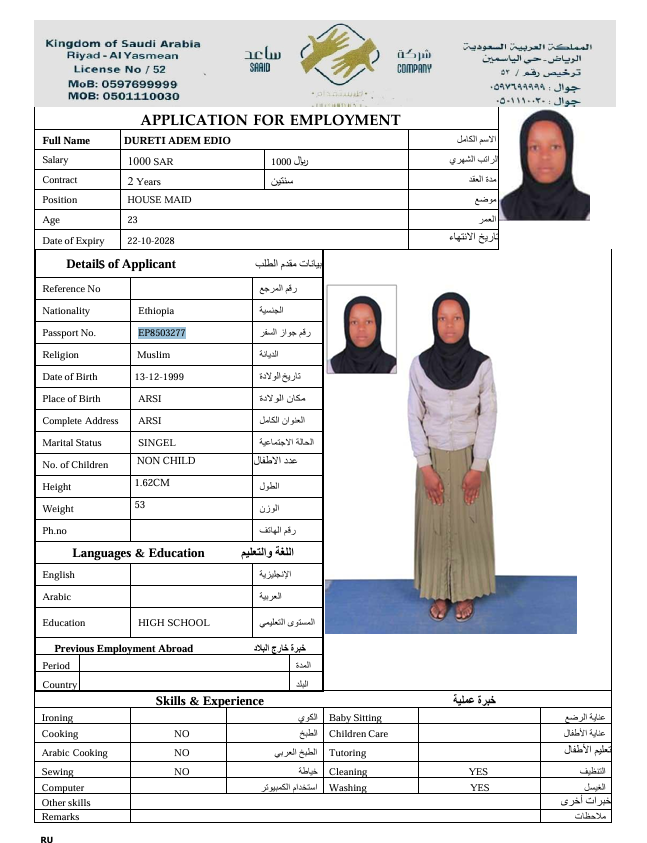 Kingdom of Saudi Arabia
Riyad - Al Yasmean
License No / 52
MoB: 0597699999
MOB: 0501110030
ساعد
SAAID
شركة
COMPANY
المملكة العربية السعودية
الرياض - حى الياسمين
ترخيص رقم / ٥٢
جوال : ٠٥٩٧٦٩٩٩٩٩
جوال : ٠٥٠١١١٠٠٣٠
APPLICATION FOR EMPLOYMENT
Full Name DURETI ADEM EDIO الاسم الكامل
Salary 1000 SAR 1000 ريال الراتب الشهري
Contract 2 Years سنتين مدة العقد
Position HOUSE MAID موضع
Age 23 العمر
Date of Expiry 22-10-2028 تاريخ الانتهاء
Details of Applicant بيانات مقدم الطلب
Reference No رقم المرجع
Nationality Ethiopia الجنسية
Passport No. EP8503277 رقم جواز السفر
Religion Muslim الديانة
Date of Birth 13-12-1999 تاريخ الولادة
Place of Birth ARSI مكان الولادة
Complete Address ARSI العنوان الكامل
Marital Status SINGEL الحالة الاجتماعية
No. of Children NON CHILD عدد الاطفال
Height 1.62CM الطول
Weight 53 الوزن
Ph.no رقم الهاتف
Languages & Education اللغة والتعليم
English الإنجليزية
Arabic العربية
Education HIGH SCHOOL المستوى التعليمي
Previous Employment Abroad خبرة خارج البلاد
Period المدة
Country البلد
Skills & Experience خبرة عملية
Ironing الكوي Baby Sitting عناية الرضع
Cooking NO الطبخ Children Care عناية الأطفال
Arabic Cooking NO الطبخ العربي Tutoring تعليم الأطفال
Sewing NO خياطة Cleaning YES التنظيف
Computer استخدام الكمبيوتر Washing YES الغيسل
Other skills خبرات أخرى
Remarks ملاحظات
RU